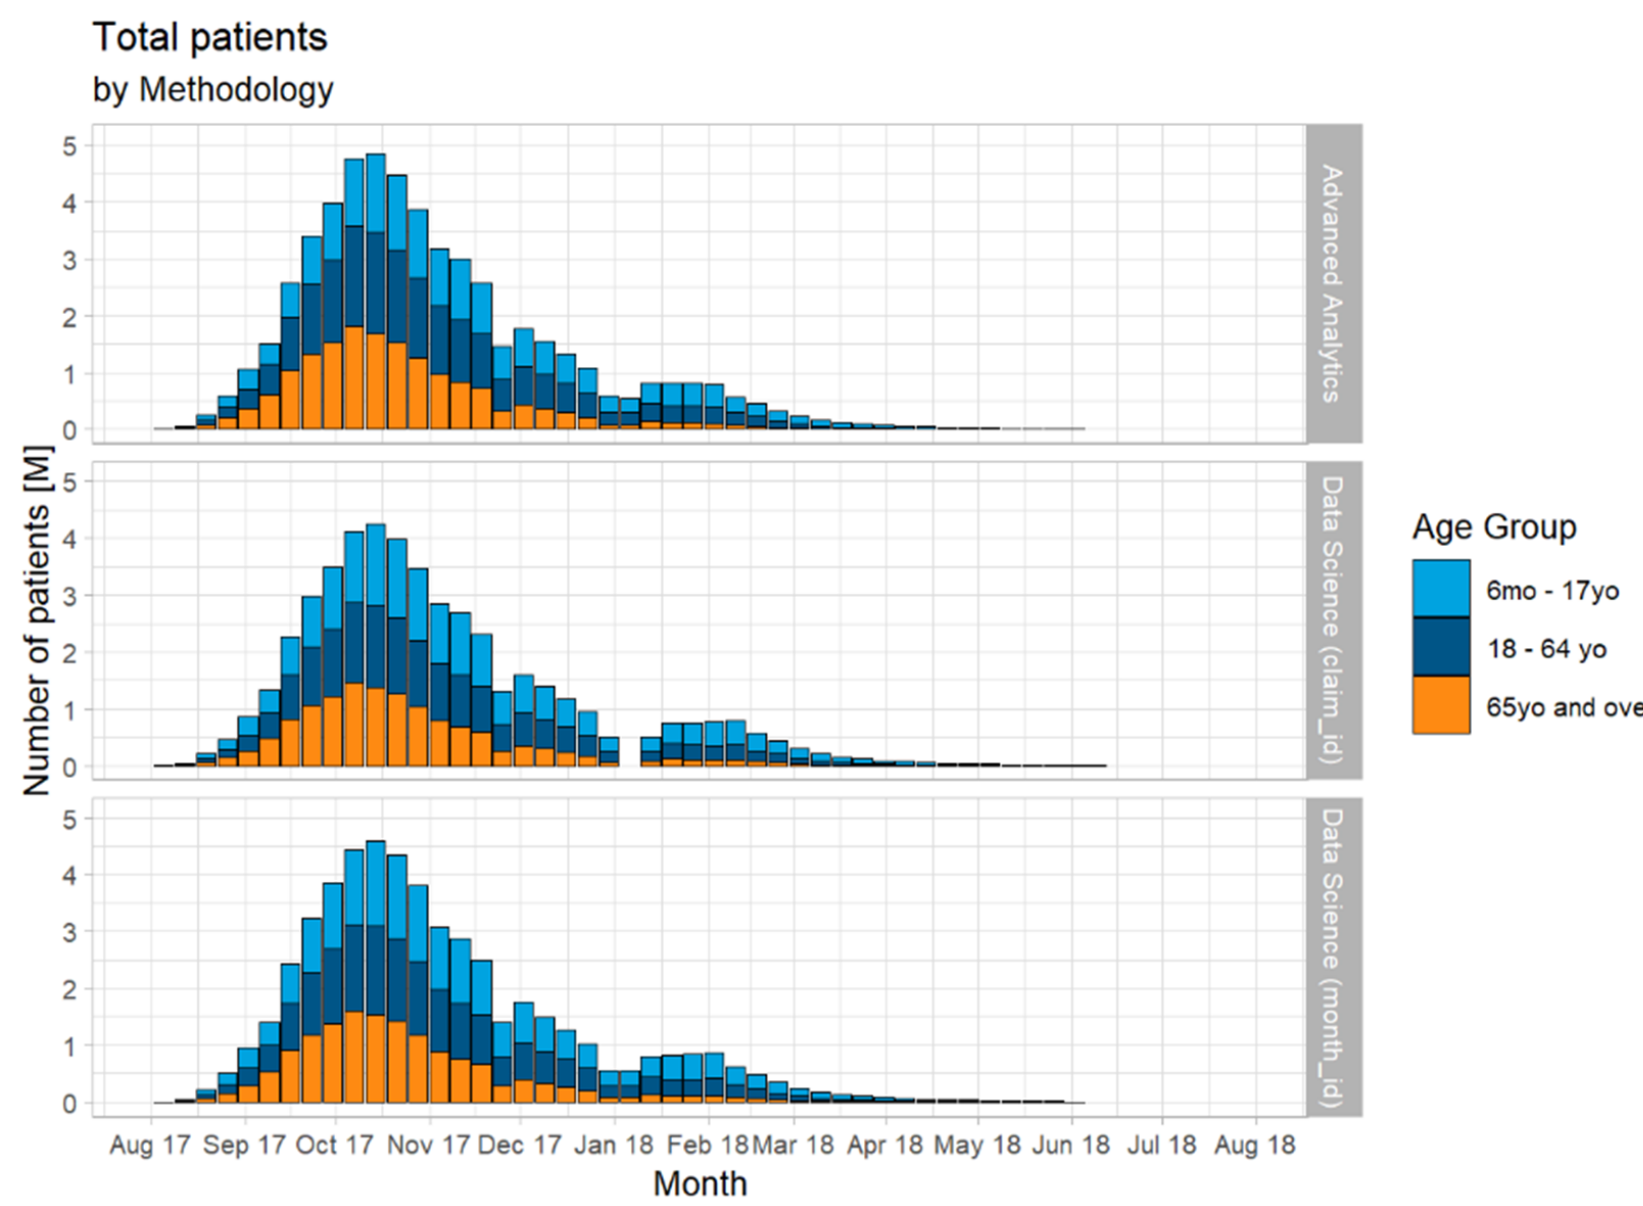 Total patients
by Methodology
Number of patients [M]
5
4
3
2
1
0
Advanced Analytics
5
4
3
2
1
0
Data Science (claim_id)
5
4
3
2
1
0
Data Science (month_id)
Aug 17 Sep 17 Oct 17 Nov 17 Dec 17 Jan 18 Feb 18 Mar 18 Apr 18 May 18 Jun 18 Jul 18 Aug 18
Month
Age Group
6mo - 17yo
18 - 64 yo
65yo and ove